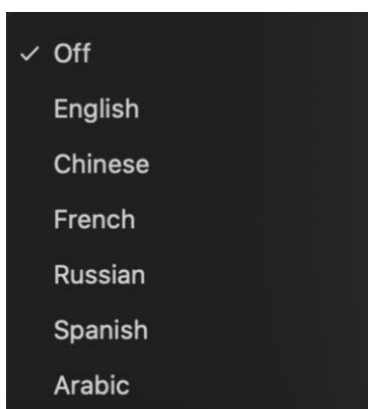 Off
English
Chinese
French
Russian
Spanish
Arabic